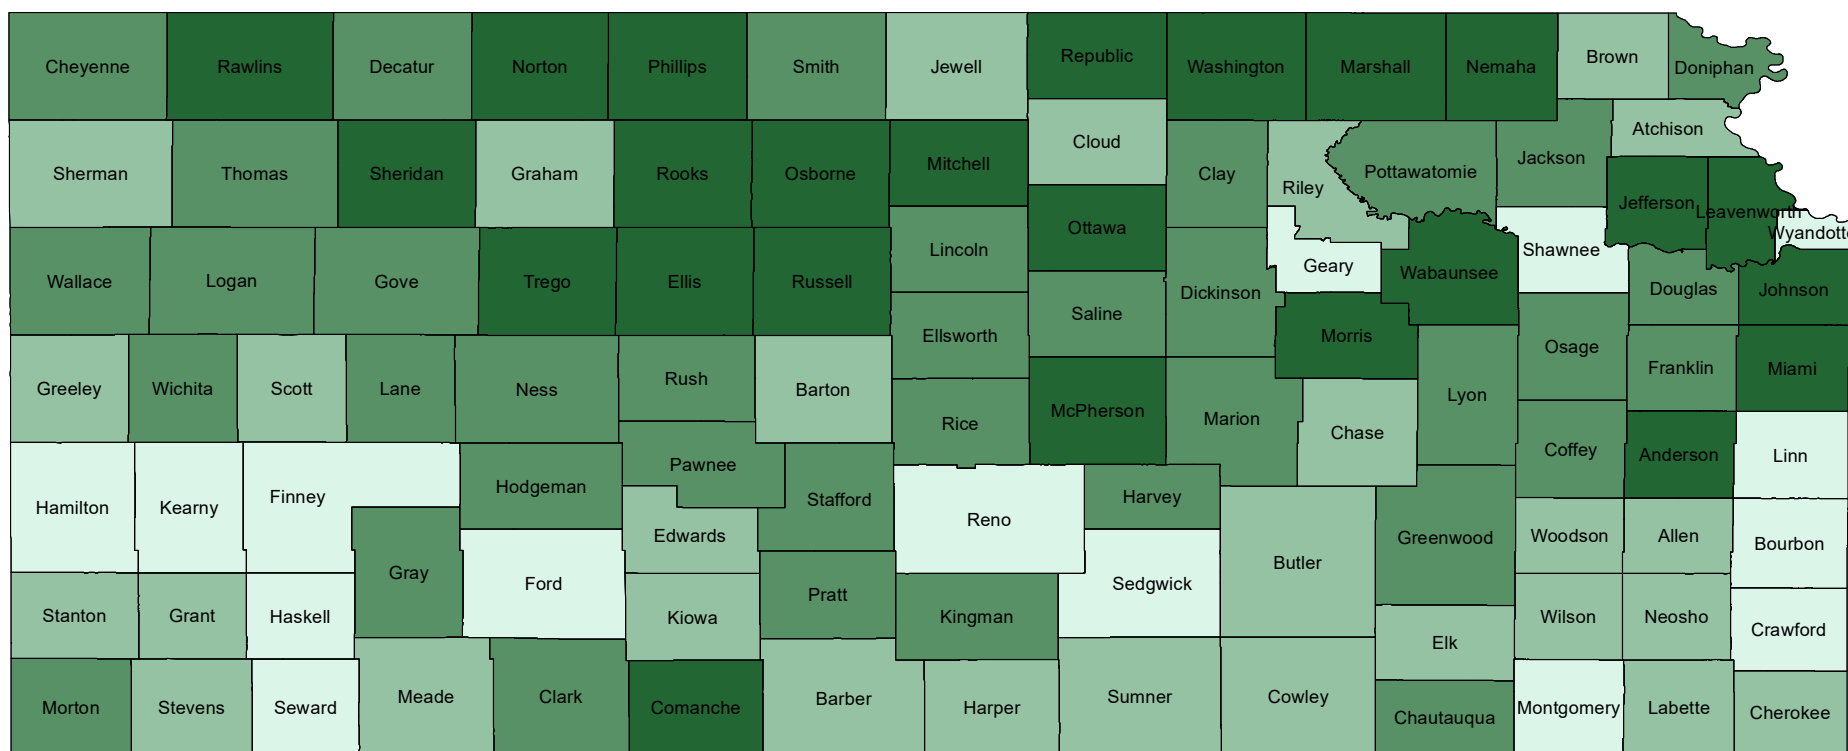 Cheyenne
Rawlins
Decatur
Norton
Phillips
Smith
Jewell
Republic
Washington
Marshall
Nemaha
Brown
Doniphan
Sherman
Thomas
Sheridan
Graham
Rooks
Osborne
Mitchell
Cloud
Clay
Riley
Pottawatomie
Jackson
Atchison
Jefferson
Leavenworth
Wyandott
Wallace
Logan
Gove
Trego
Ellis
Russell
Lincoln
Ottawa
Dickinson
Geary
Wabaunsee
Shawnee
Douglas
Johnson
Ellsworth
Saline
Morris
Osage
Franklin
Miami
Greeley
Wichita
Scott
Lane
Ness
Rush
Barton
Rice
McPherson
Marion
Chase
Lyon
Coffey
Anderson
Linn
Hamilton
Kearny
Finney
Hodgeman
Pawnee
Stafford
Reno
Harvey
Greenwood
Woodson
Allen
Bourbon
Gray
Ford
Edwards
Sedgwick
Butler
Stanton
Grant
Haskell
Kiowa
Pratt
Kingman
Elk
Wilson
Neosho
Crawford
Morton
Stevens
Seward
Meade
Clark
Comanche
Barber
Harper
Sumner
Cowley
Chautauqua
Montgomery
Labette
Cherokee